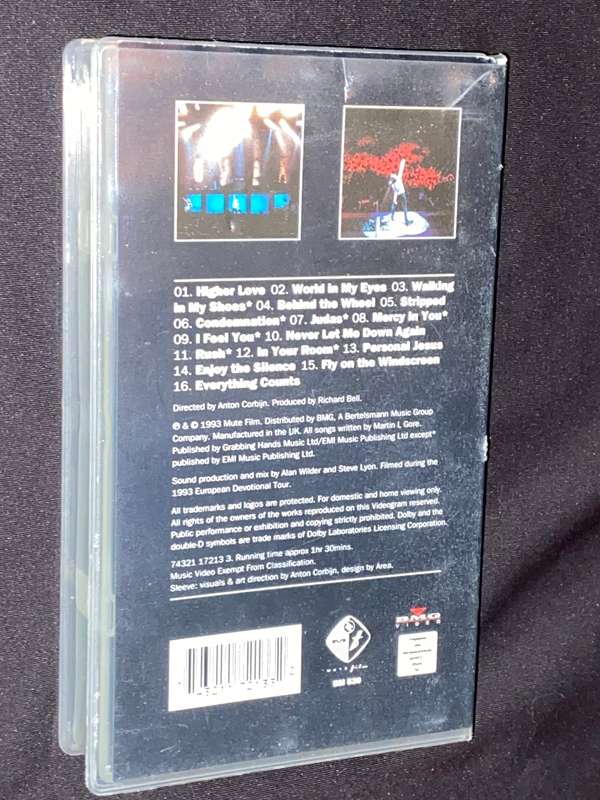 01. Higher Love 02. World in My Eyes 03. Walking
in My Shoes* 04. Behind the Wheel 05. Stripped
06. Condemnation* 07. Judas* 08. Mercy in You*
09. I Feel You* 10. Never Let Me Down Again
11. Rush* 12. In Your Room* 13. Personal Jesus
14. Enjoy the Silence 15. Fly on the Windscreen
16. Everything Counts
Directed by Anton Corbijn. Produced by Richard Bell.
℗ & © 1993 Mute Film. Distributed by BMG, A Bertelsmann Music Group
Company. Manufactured in the UK. All songs written by Martin L Gore.
Published by Grabbing Hands Music Ltd/EMI Music Publishing Ltd except*
published by EMI Music Publishing Ltd.
Sound production and mix by Alan Wilder and Steve Lyon. Filmed during the
1993 European Devotional Tour.
All trademarks and logos are protected. For domestic and home viewing only.
All rights of the owners of the works reproduced on this Videogram reserved.
Public performance or exhibition and copying strictly prohibited. Dolby and the
double-D symbols are trade mark of Dolby Laboratories Licensing Corporation.
74321 17213 3. Running time approx 1hr 30mins.
Music Video Exempt From Classification.
Sleeve: visuals & art direction by Anton Corbijn, design by Area.
mute film
BM 530
BMG
VIDEO